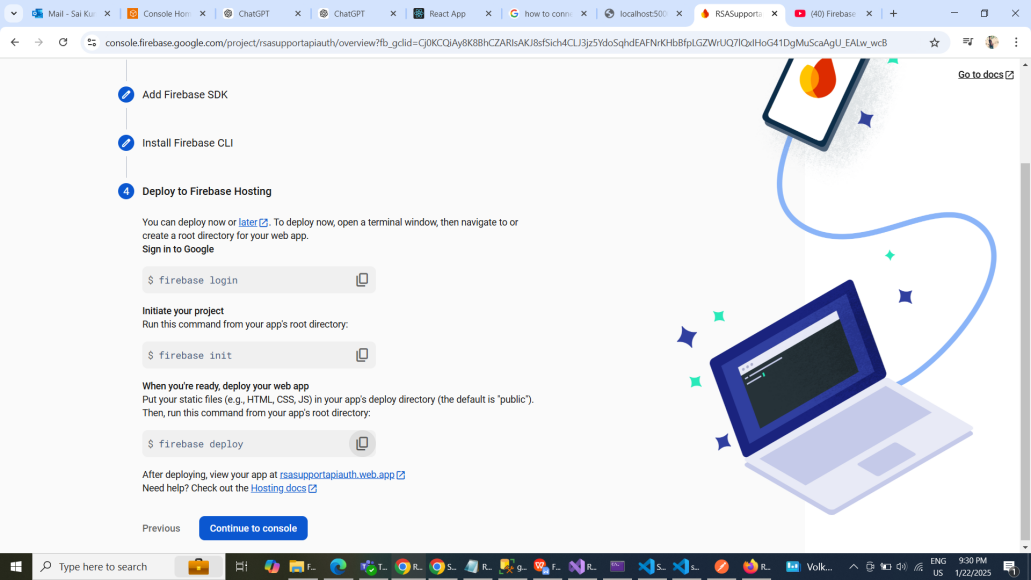 Mail - Sai Kur
Console Hom
ChatGPT
ChatGPT
React App
how to conne
localhost:500
RSASupporta
(40) Firebase
console.firebase.google.com/project/rsasupportapiauth/overview?fb_gclid=Cj0KCQiAy8K8BhCZARIsAKJ8sfSich4CLJ3jz5YdoSqhdEAFNrKHbBfpLGZWrUQ7lQxIHoG41DgMuScaAgU_EALw_wcB
Go to docs
Add Firebase SDK
Install Firebase CLI
4 Deploy to Firebase Hosting
You can deploy now or later. To deploy now, open a terminal window, then navigate to or
create a root directory for your web app.
Sign in to Google
$ firebase login
Initiate your project
Run this command from your app's root directory:
$ firebase init
When you're ready, deploy your web app
Put your static files (e.g., HTML, CSS, JS) in your app's deploy directory (the default is "public").
Then, run this command from your app's root directory:
$ firebase deploy
After deploying, view your app at rsasupportapiauth.web.app
Need help? Check out the Hosting docs
Previous
Continue to console
Type here to search
F...
T...
R...
S...
R...
g...
F...
R...
S...
s...
R...
Volk...
ENG
US
9:30 PM
1/22/2025
1